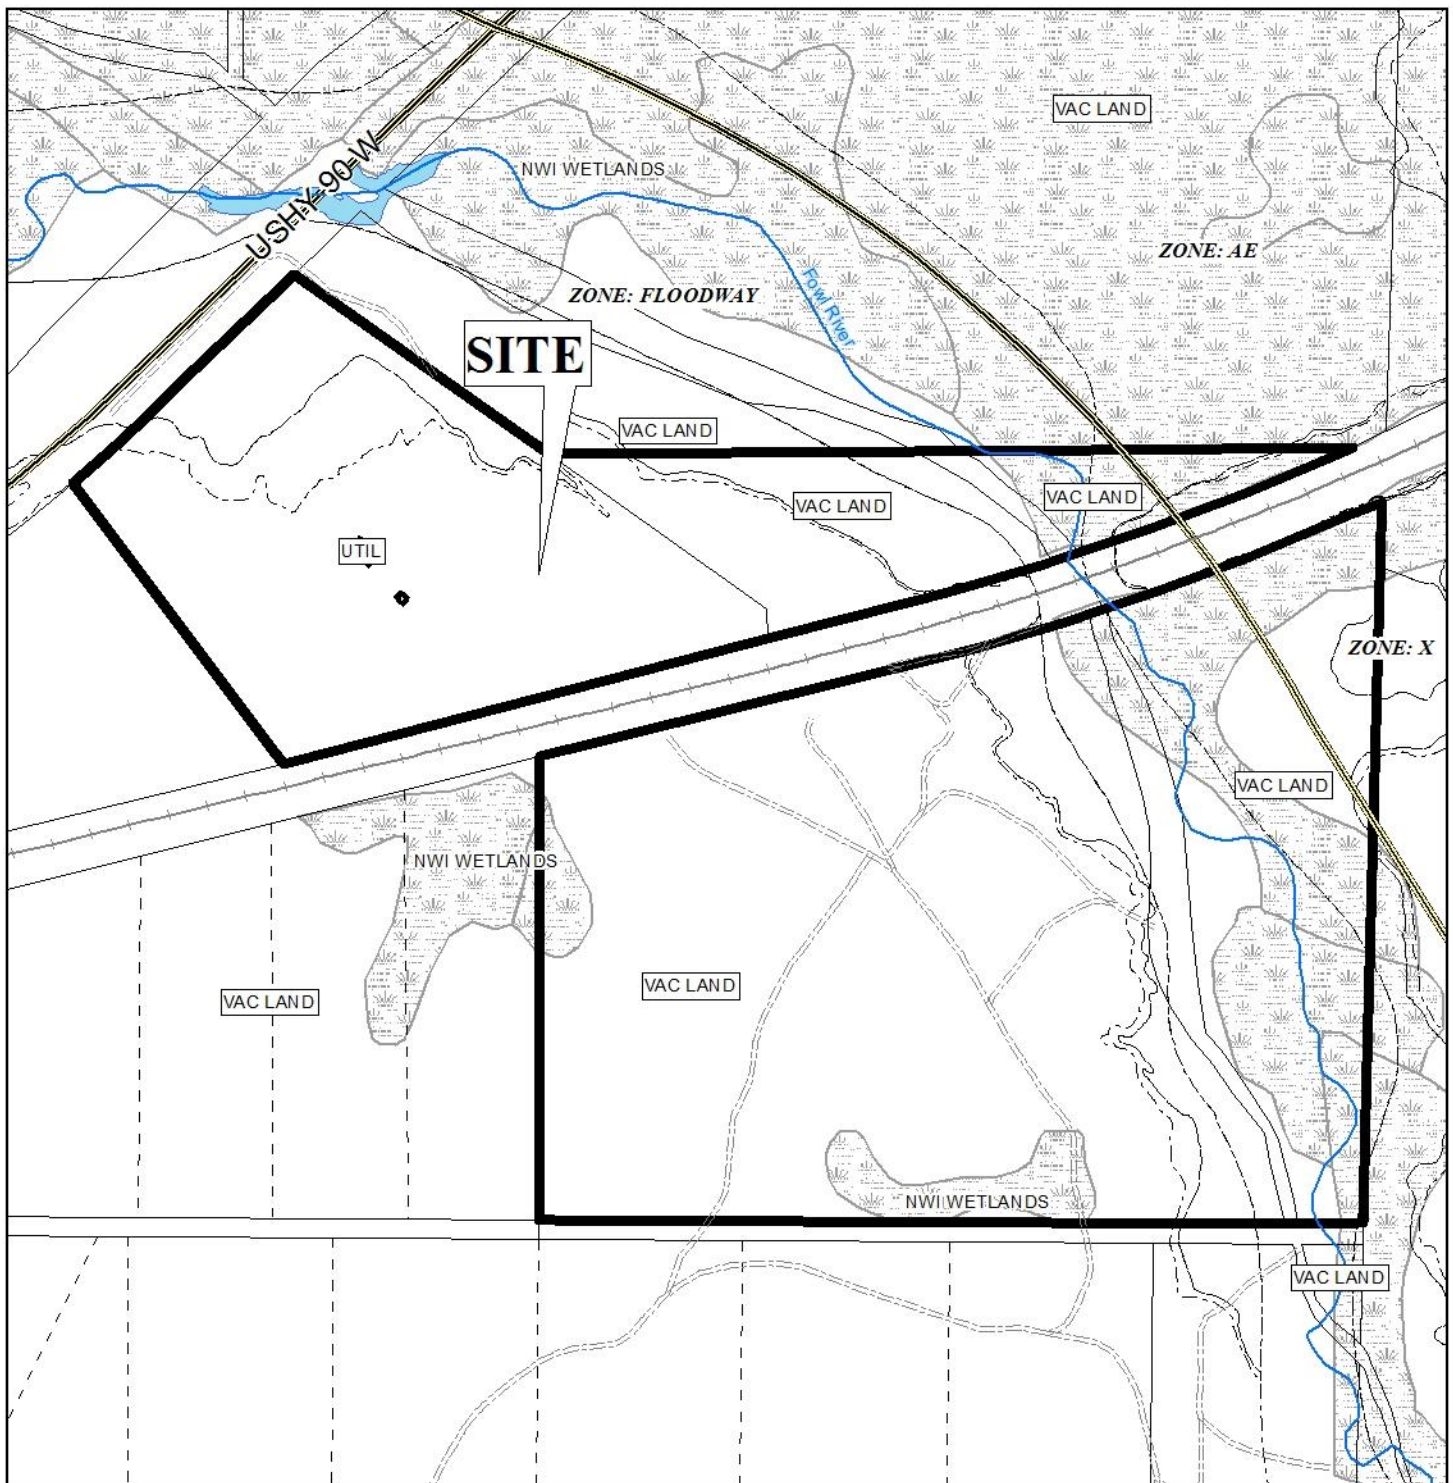 VAC LAND
USHY 90 W
NWI WETLANDS
ZONE: AE
ZONE: FLOODWAY
Fowl River
SITE
VAC LAND
VAC LAND
VAC LAND
UTIL
ZONE: X
VAC LAND
NWI WETLANDS
VAC LAND
VAC LAND
NWI WETLANDS
VAC LAND